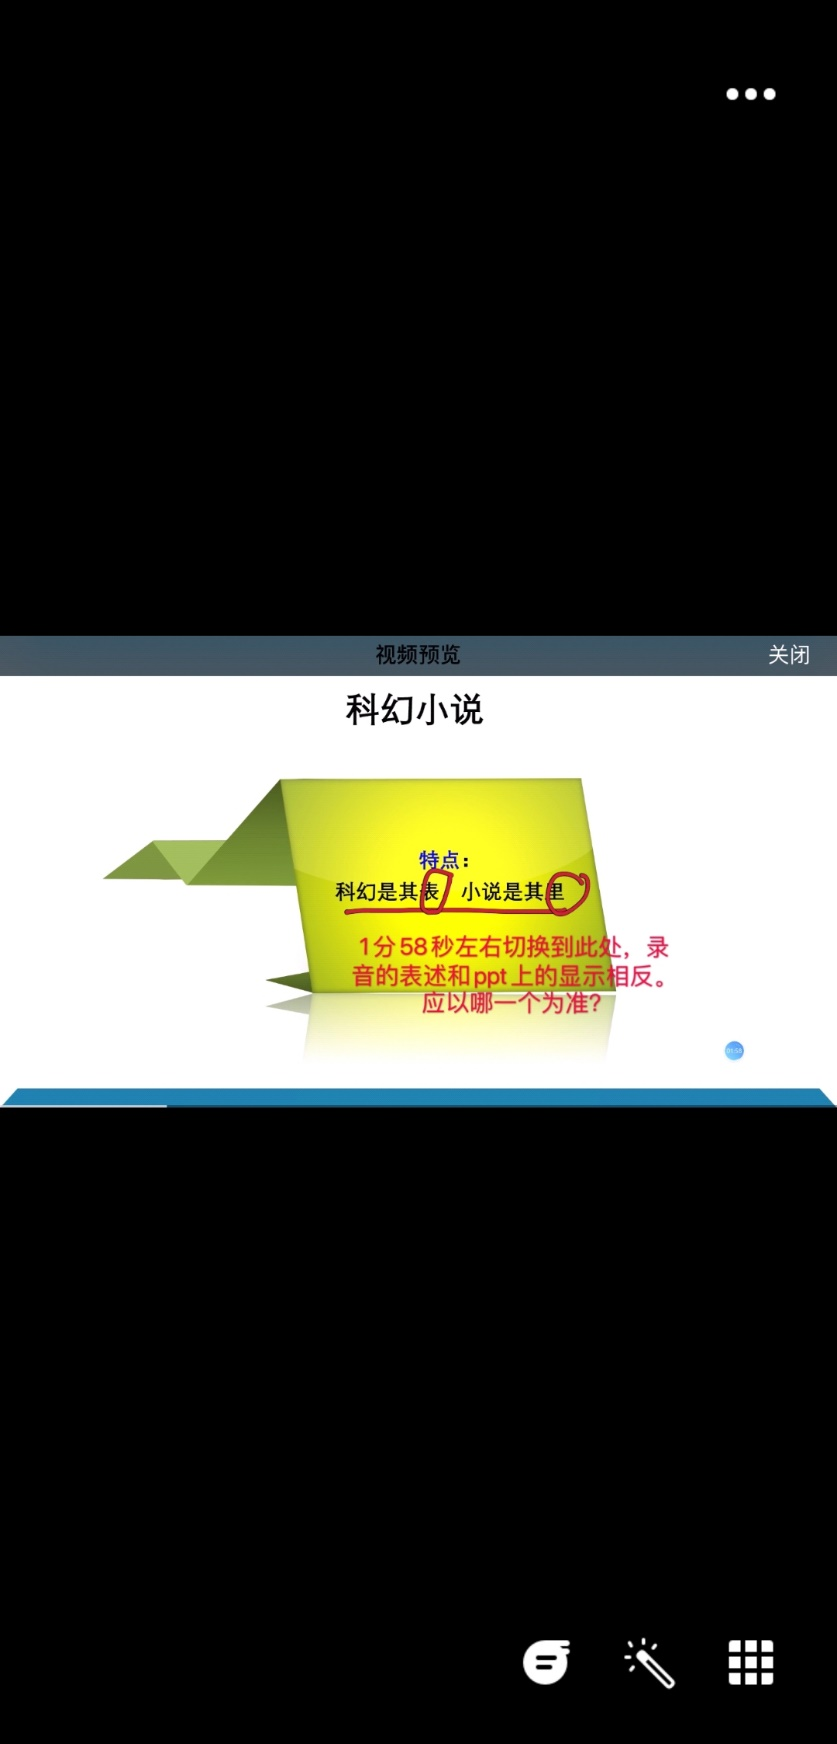 视频预览
关闭
科幻小说
特点：
科幻是其表，小说是其里
1分58秒左右切换到此处，录
音的表述和ppt上的显示相反。
应以哪一个为准？
01:59